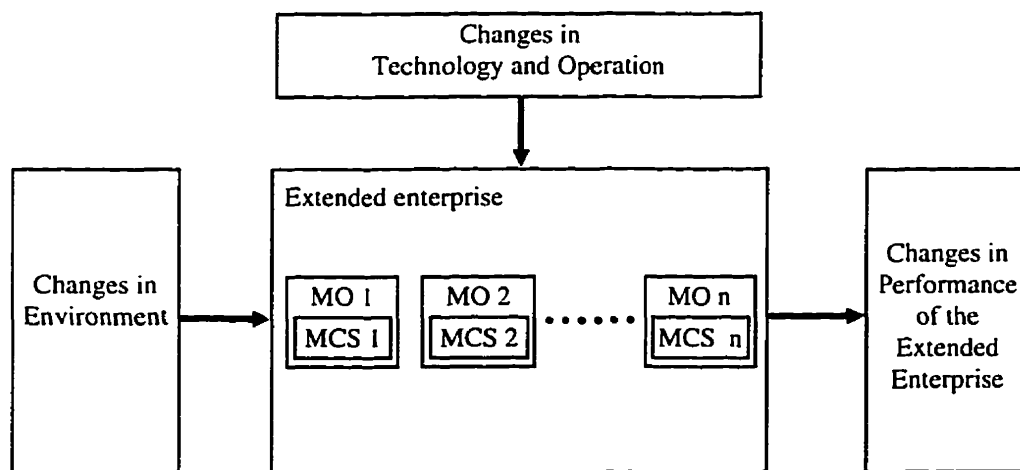 Changes in
Technology and Operation
Extended enterprise
Changes in
Environment
MO 1
MCS 1
MO 2
MCS 2
MO n
MCS n
Changes in
Performance
of the
Extended
Enterprise